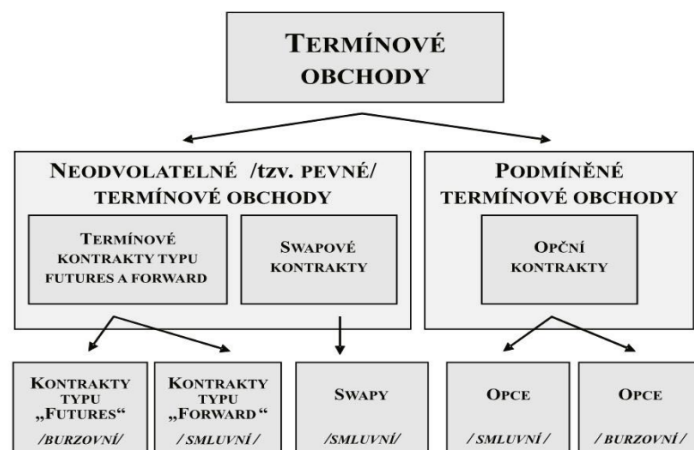 TERMÍNOVÉ
OBCHODY
NEODVOLATELNÉ /tzv. PEVNÉ/
TERMÍNOVÉ OBCHODY
TERMÍNOVÉ
KONTRAKTY TYPU
FUTURES A FORWARD
SWAPOVÉ
KONTRAKTY
PODMÍNĚNÉ
TERMÍNOVÉ OBCHODY
OPČNÍ
KONTRAKTY
KONTRAKTY
TYPU
„FUTURES“
/BURZOVNÍ/
KONTRAKTY
TYPU
„FORWARD“
/ SMLUVNÍ /
SWAPY
/SMLUVNÍ/
OPCE
/ SMLUVNÍ /
OPCE
/ BURZOVNÍ /